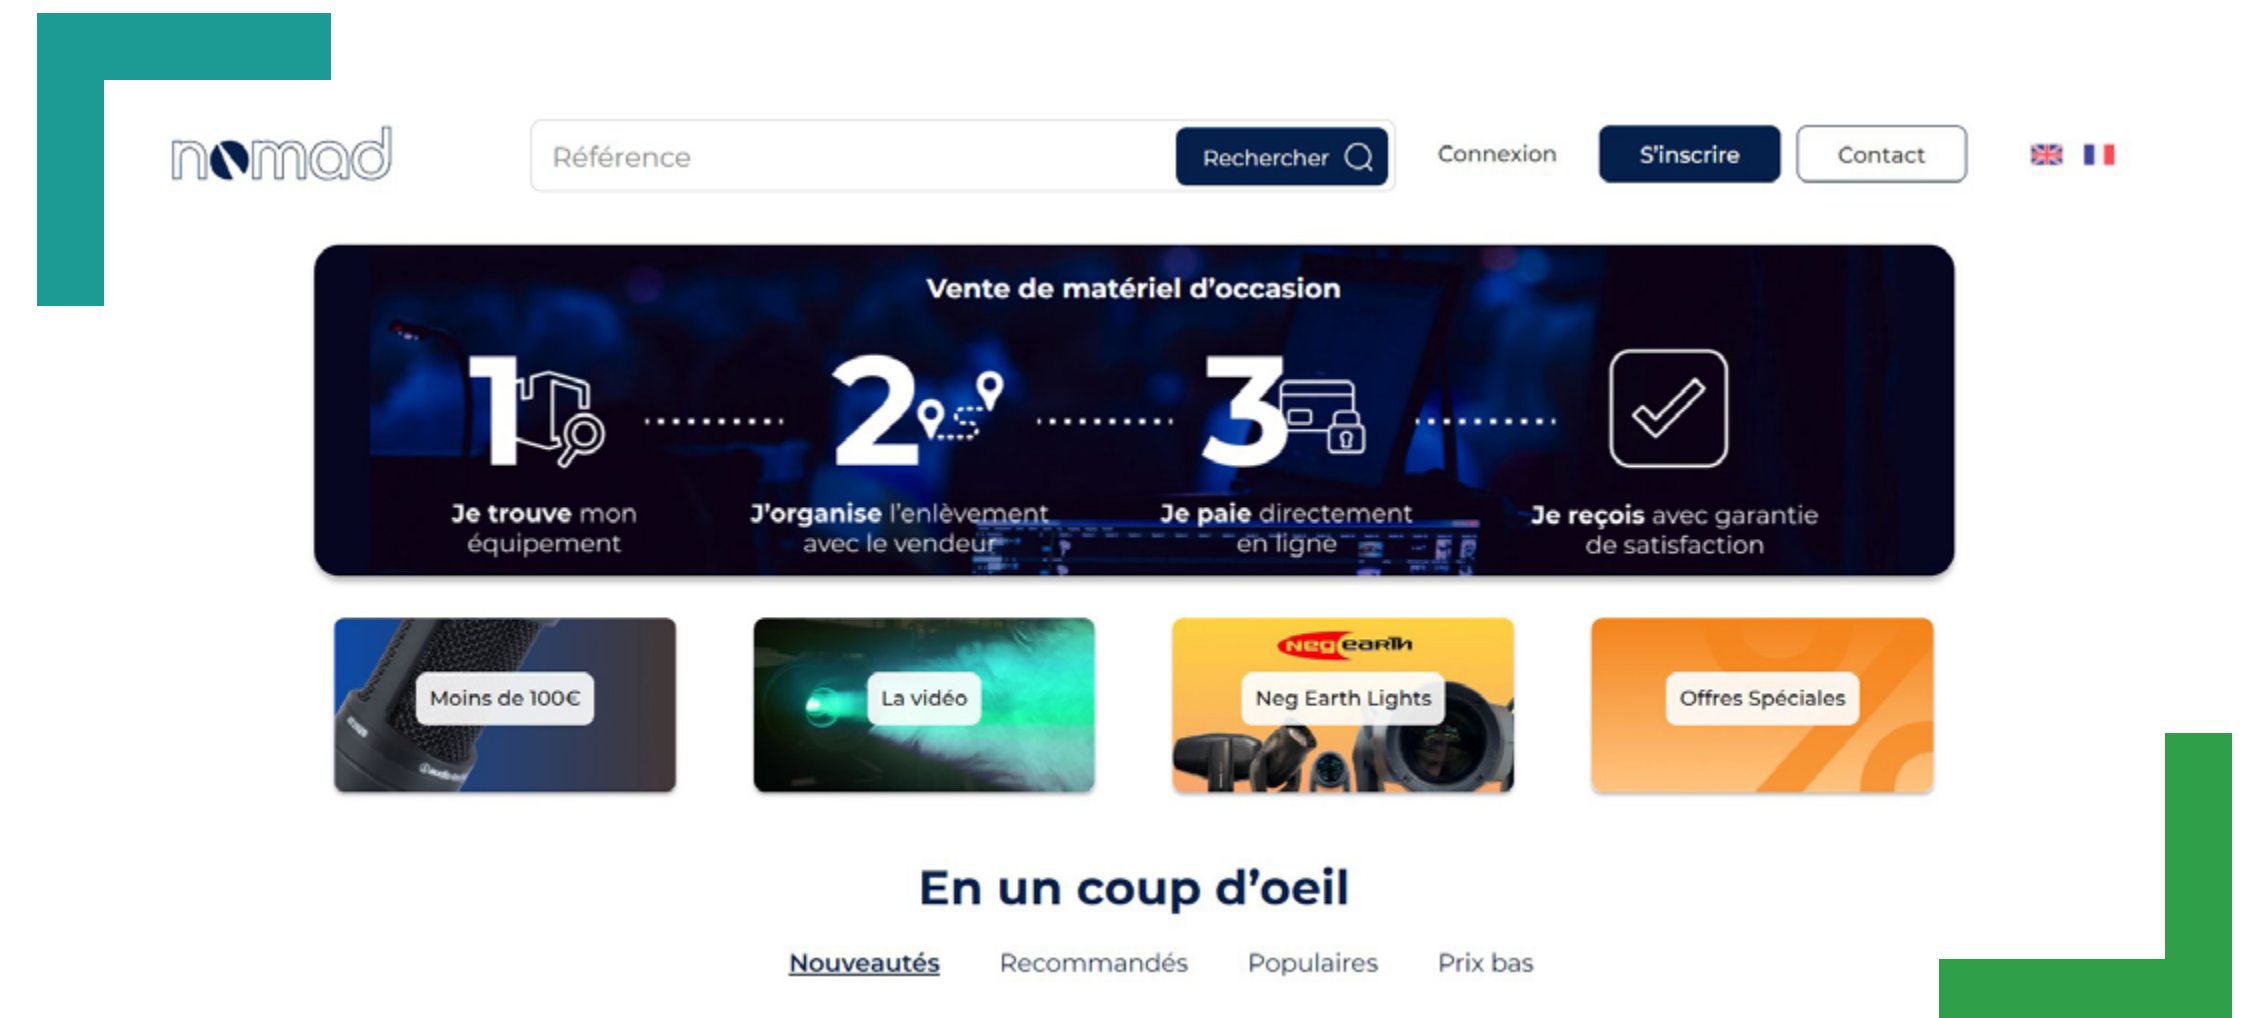 nomad
Référence
Rechercher
Connexion
S'inscrire
Contact
Vente de matériel d'occasion
1
2
3
Je trouve mon
équipement
J'organise l'enlèvement
avec le vendeur
Je paie directement
en ligne
Je reçois avec garantie
de satisfaction
Moins de 100€
La vidéo
Neg earth
Neg Earth Lights
Offres Spéciales
En un coup d'oeil
Nouveautés
Recommandés
Populaires
Prix bas